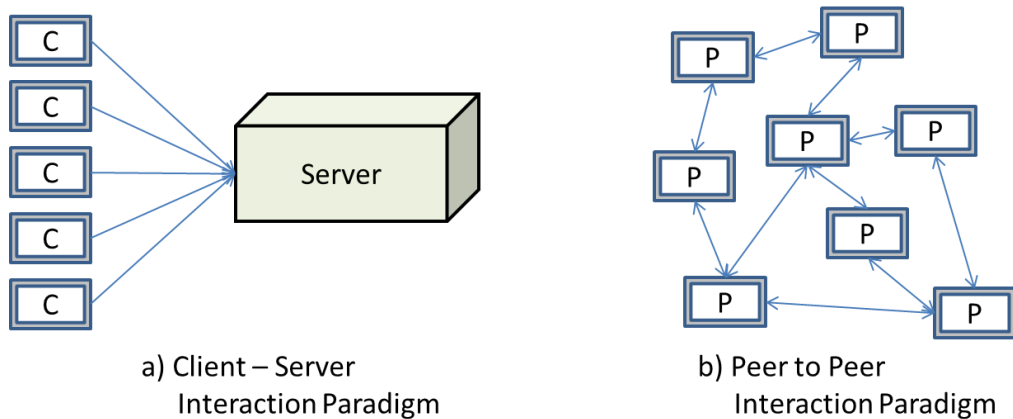 C
C
C
C
C
Server
a) Client – Server
Interaction Paradigm
P
P
P
P
P
P
P
P
b) Peer to Peer
Interaction Paradigm